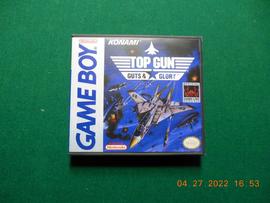 GAME BOY
KONAMI
TOP GUN
GUTS & GLORY
Nintendo
04 27 2022 16 53